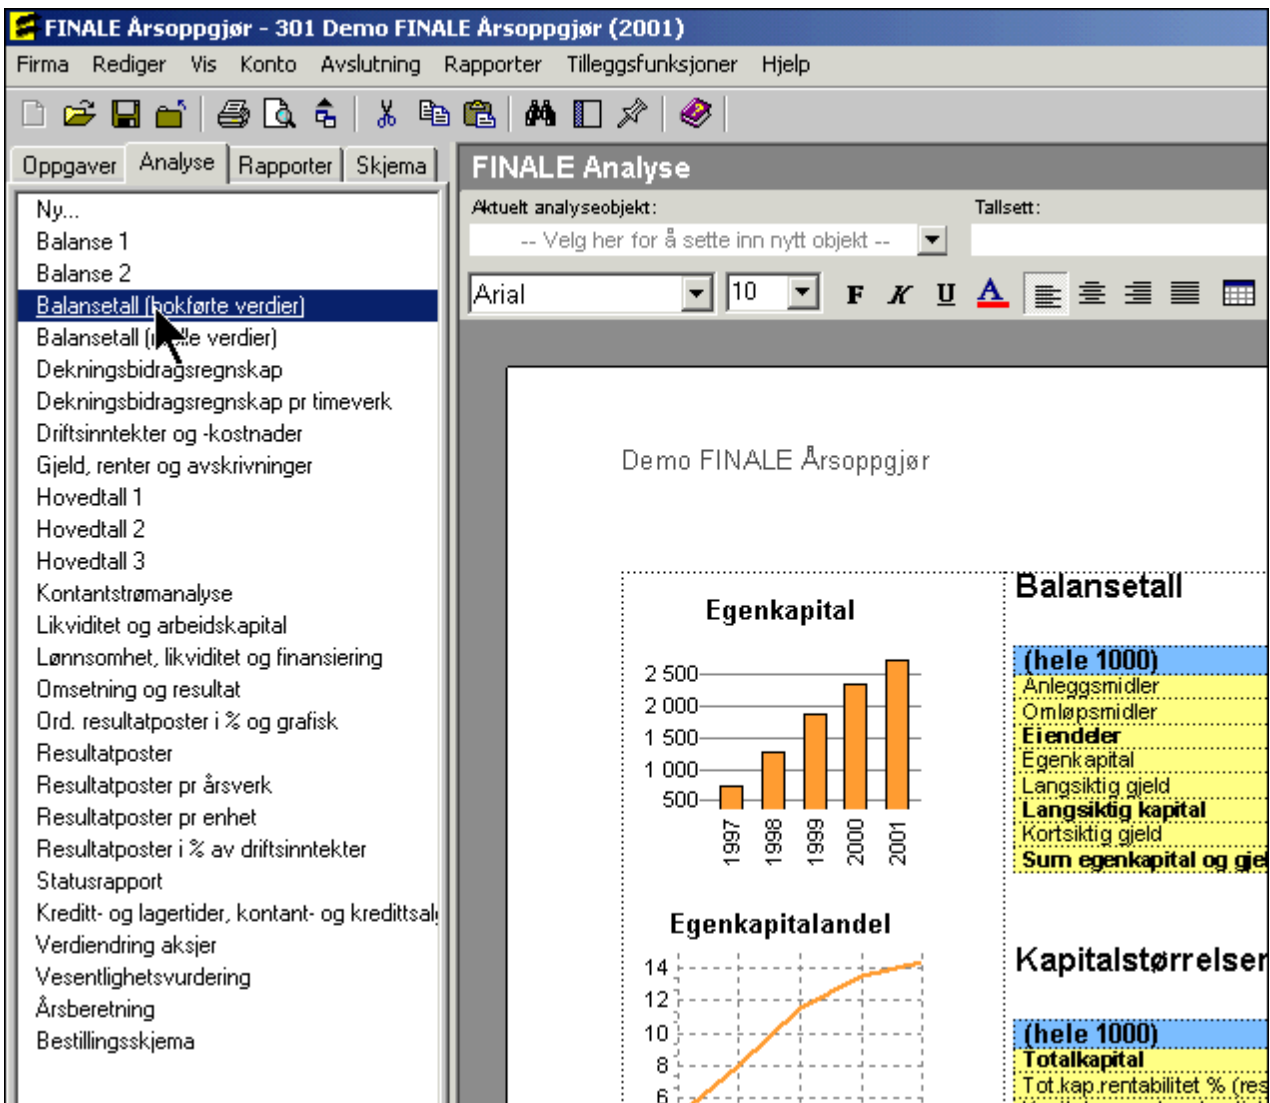 FINALE Årsoppgjør - 301 Demo FINALE Årsoppgjør (2001)
Firma Rediger Vis Konto Avslutning Rapporter Tilleggsfunksjoner Hjelp
Oppgaver Analyse Rapporter Skjema
Ny...
Balanse 1
Balanse 2
Balansetall (bokførte verdier)
Balansetall (reelle verdier)
Dekningsbidragsregnskap
Dekningsbidragsregnskap pr timeverk
Driftsinntekter og -kostnader
Gjeld, renter og avskrivninger
Hovedtall 1
Hovedtall 2
Hovedtall 3
Kontantstrømanalyse
Likviditet og arbeidskapital
Lønnsomhet, likviditet og finansiering
Omsetning og resultat
Ord. resultatposter i % og grafisk
Resultatposter
Resultatposter pr årsverk
Resultatposter pr enhet
Resultatposter i % av driftsinntekter
Statusrapport
Kreditt- og lagertider, kontant- og kredittsal
Verdiendring aksjer
Vesentlighetsvurdering
Årsberetning
Bestillingsskjema
FINALE Analyse
Aktuelt analyseobjekt: Tallsett:
-- Velg her for å sette inn nytt objekt --
Arial 10 F K U A
Demo FINALE Årsoppgjør
Egenkapital
2 500
2 000
1 500
1 000
500
1997 1998 1999 2000 2001
Egenkapitalandel
14
12
10
8
6
Balansetall
(hele 1000)
Anleggsmidler
Omløpsmidler
Eiendeler
Egenkapital
Langsiktig gjeld
Langsiktig kapital
Kortsiktig gjeld
Sum egenkapital og gjel
Kapitalstørrelser
(hele 1000)
Totalkapital
Tot.kap.rentabilitet % (res